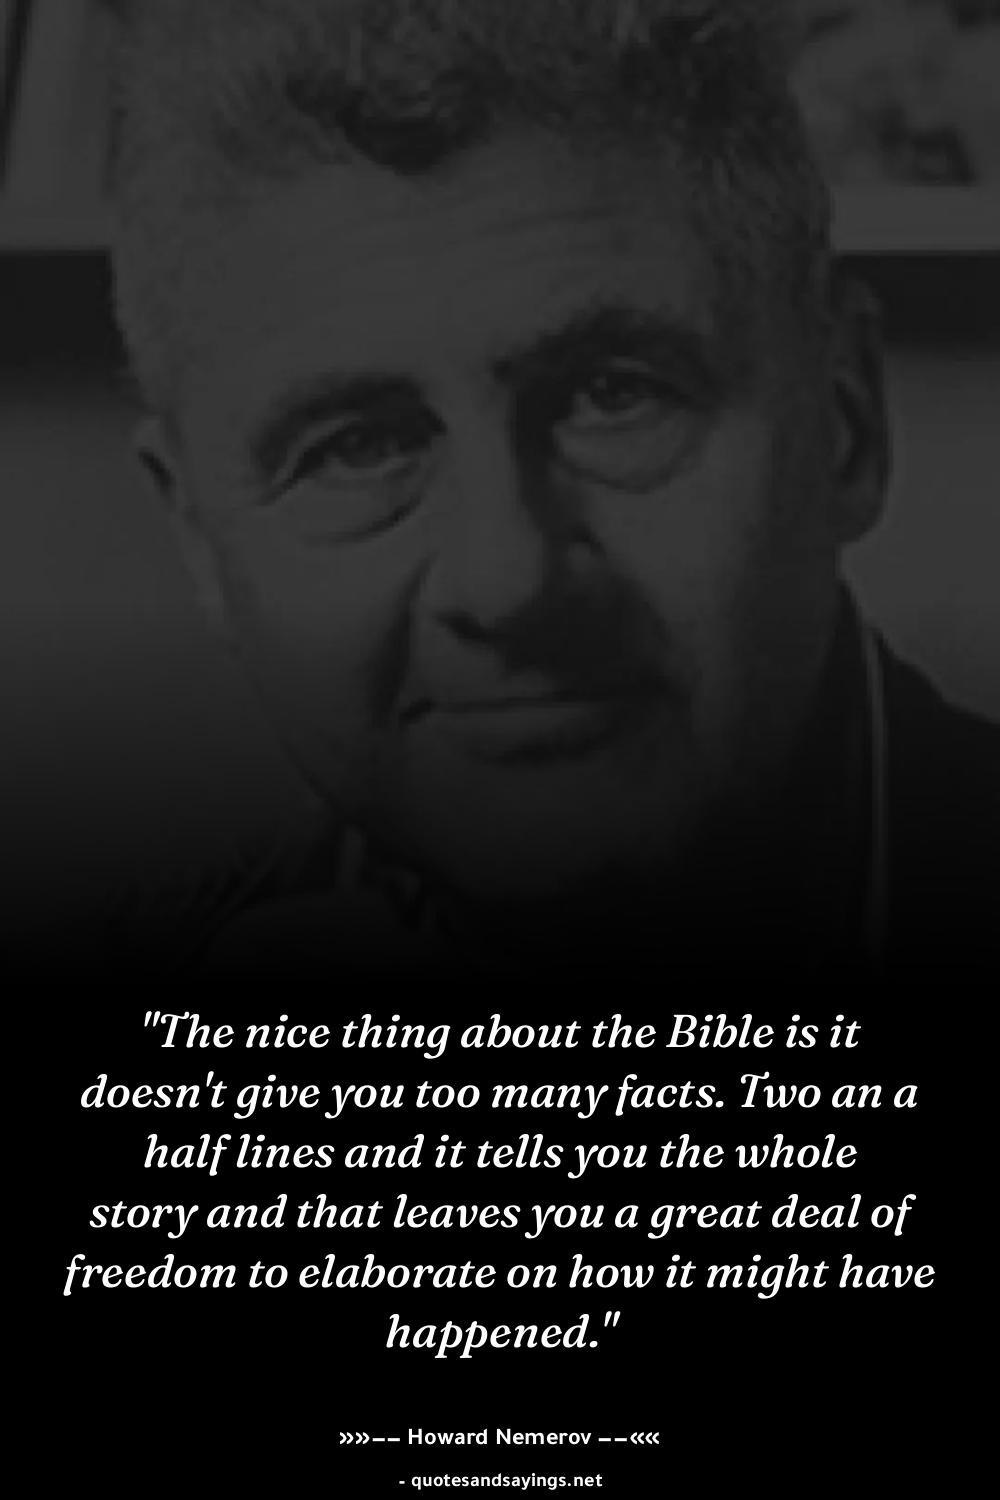 "The nice thing about the Bible is it
doesn't give you too many facts. Two an a
half lines and it tells you the whole
story and that leaves you a great deal of
freedom to elaborate on how it might have
happened."
»»−− Howard Nemerov −−««
- quotesandsayings.net